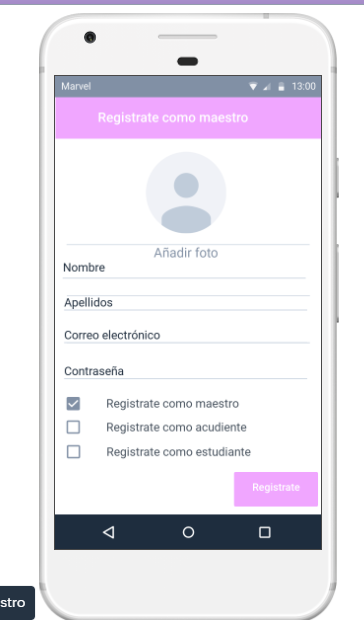 Marvel 13:00
Registrate como maestro
Añadir foto
Nombre
Apellidos
Correo electrónico
Contraseña
Registrate como maestro
Registrate como acudiente
Registrate como estudiante
Registrate
stro